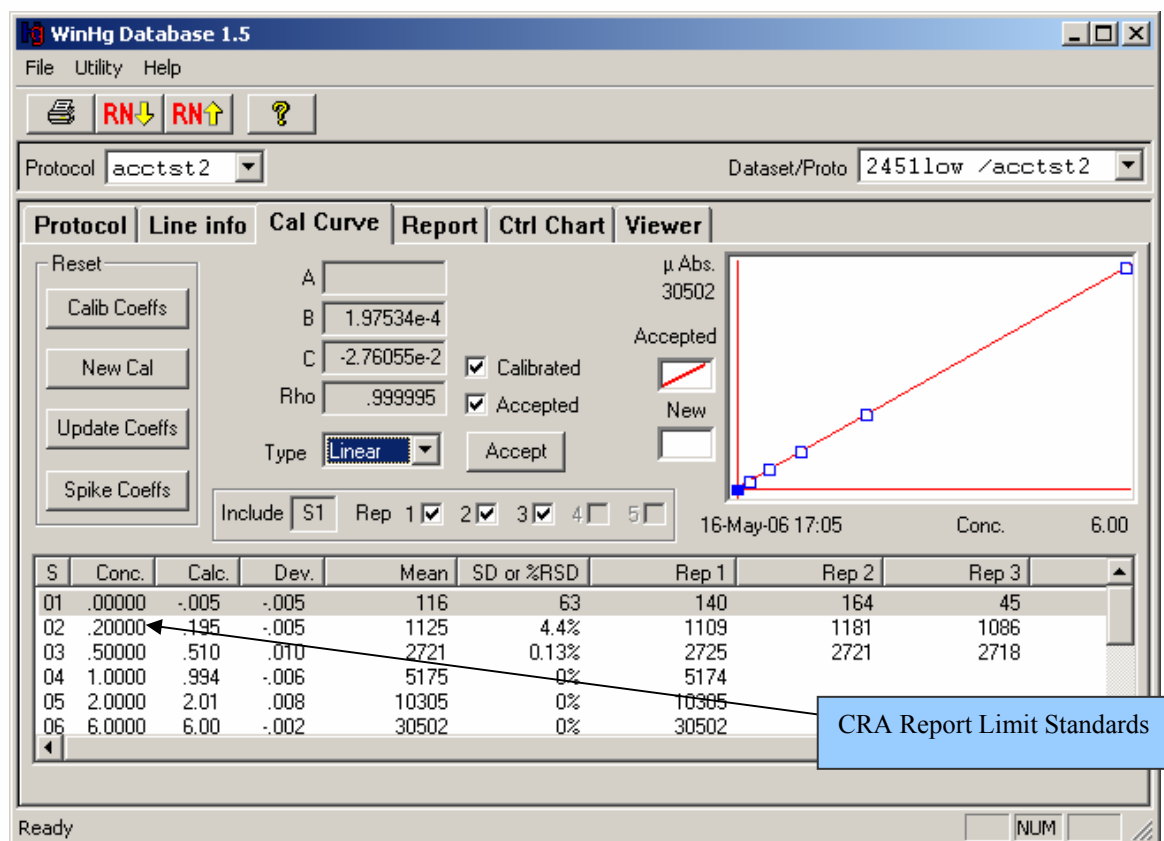 WinHg Database 1.5
File Utility Help
RN RN ?
Protocol acctst2 Dataset/Proto 2451low /acctst2
Protocol Line info Cal Curve Report Ctrl Chart Viewer
Reset
Calib Coeffs
New Cal
Update Coeffs
Spike Coeffs
A
B 1.97534e-4
C -2.76055e-2
Rho .999995
Type Linear
Calibrated
Accepted
Accept
µ Abs.
30502
Accepted
New
Include S1 Rep 1 2 3 4 5
16-May-06 17:05 Conc. 6.00
S Conc. Calc. Dev. Mean SD or %RSD Rep 1 Rep 2 Rep 3
01 .00000 -.005 -.005 116 63 140 164 45
02 .20000 .195 -.005 1125 4.4% 1109 1181 1086
03 .50000 .510 .010 2721 0.13% 2725 2721 2718
04 1.0000 .994 -.006 5175 0% 5174
05 2.0000 2.01 .008 10305 0% 10305
06 6.0000 6.00 -.002 30502 0% 30502
CRA Report Limit Standards
Ready NUM